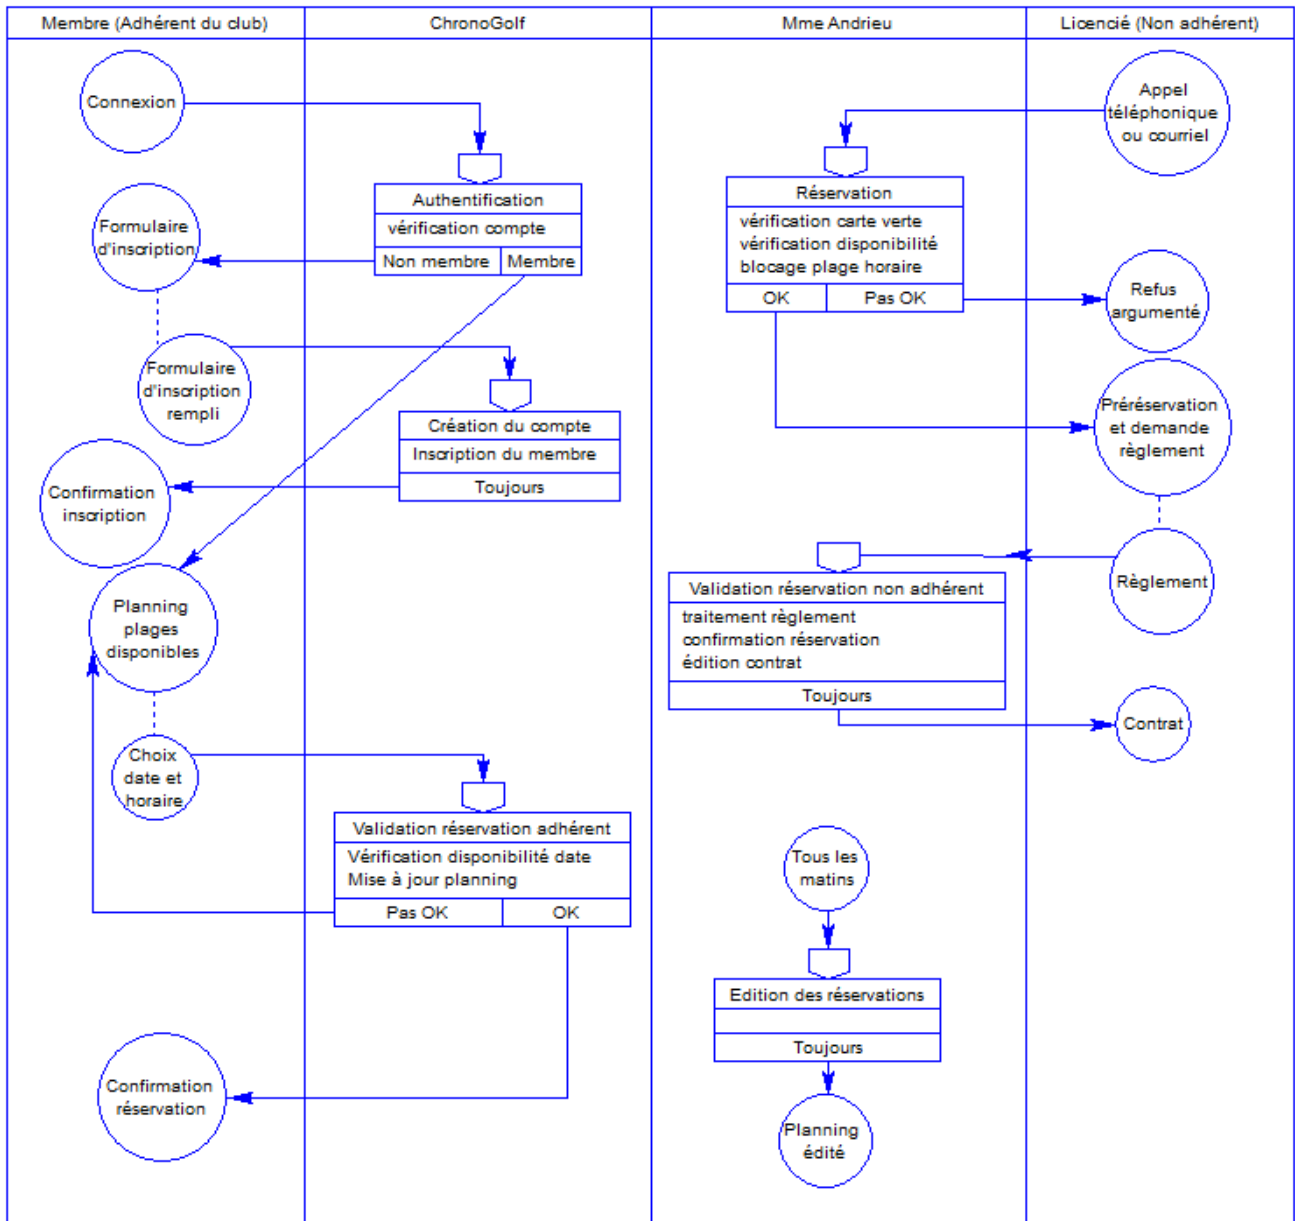 Membre (Adhérent du club)
ChronoGolf
Mme Andrieu
Licencié (Non adhérent)
Connexion
Appel
téléphonique
ou courriel
Authentification
vérification compte
Non membre
Membre
Réservation
vérification carte verte
vérification disponibilité
blocage plage horaire
OK
Pas OK
Formulaire
d'inscription
Refus
argumenté
Formulaire
d'inscription
rempli
Préréservation
et demande
règlement
Création du compte
Inscription du membre
Toujours
Confirmation
inscription
Règlement
Validation réservation non adhérent
traitement règlement
confirmation réservation
édition contrat
Toujours
Planning
plages
disponibles
Contrat
Choix
date et
horaire
Validation réservation adhérent
Vérification disponibilité date
Mise à jour planning
Pas OK
OK
Tous les
matins
Edition des réservations
Toujours
Confirmation
réservation
Planning
édité